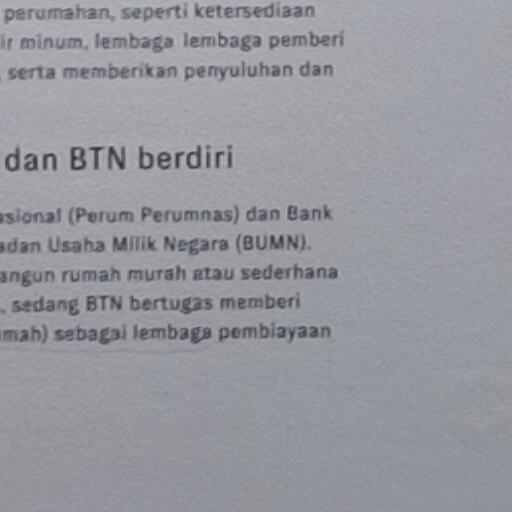 perumahan, seperti ketersediaan
ir minum, lembaga lembaga pemberi
serta memberikan penyuluhan dan
dan BTN berdiri
asional (Perum Perumnas) dan Bank
adan Usaha Milik Negara (BUMN).
angun rumah murah atau sederhana
, sedang BTN bertugas memberi
umah) sebagai lembaga pembiayaan